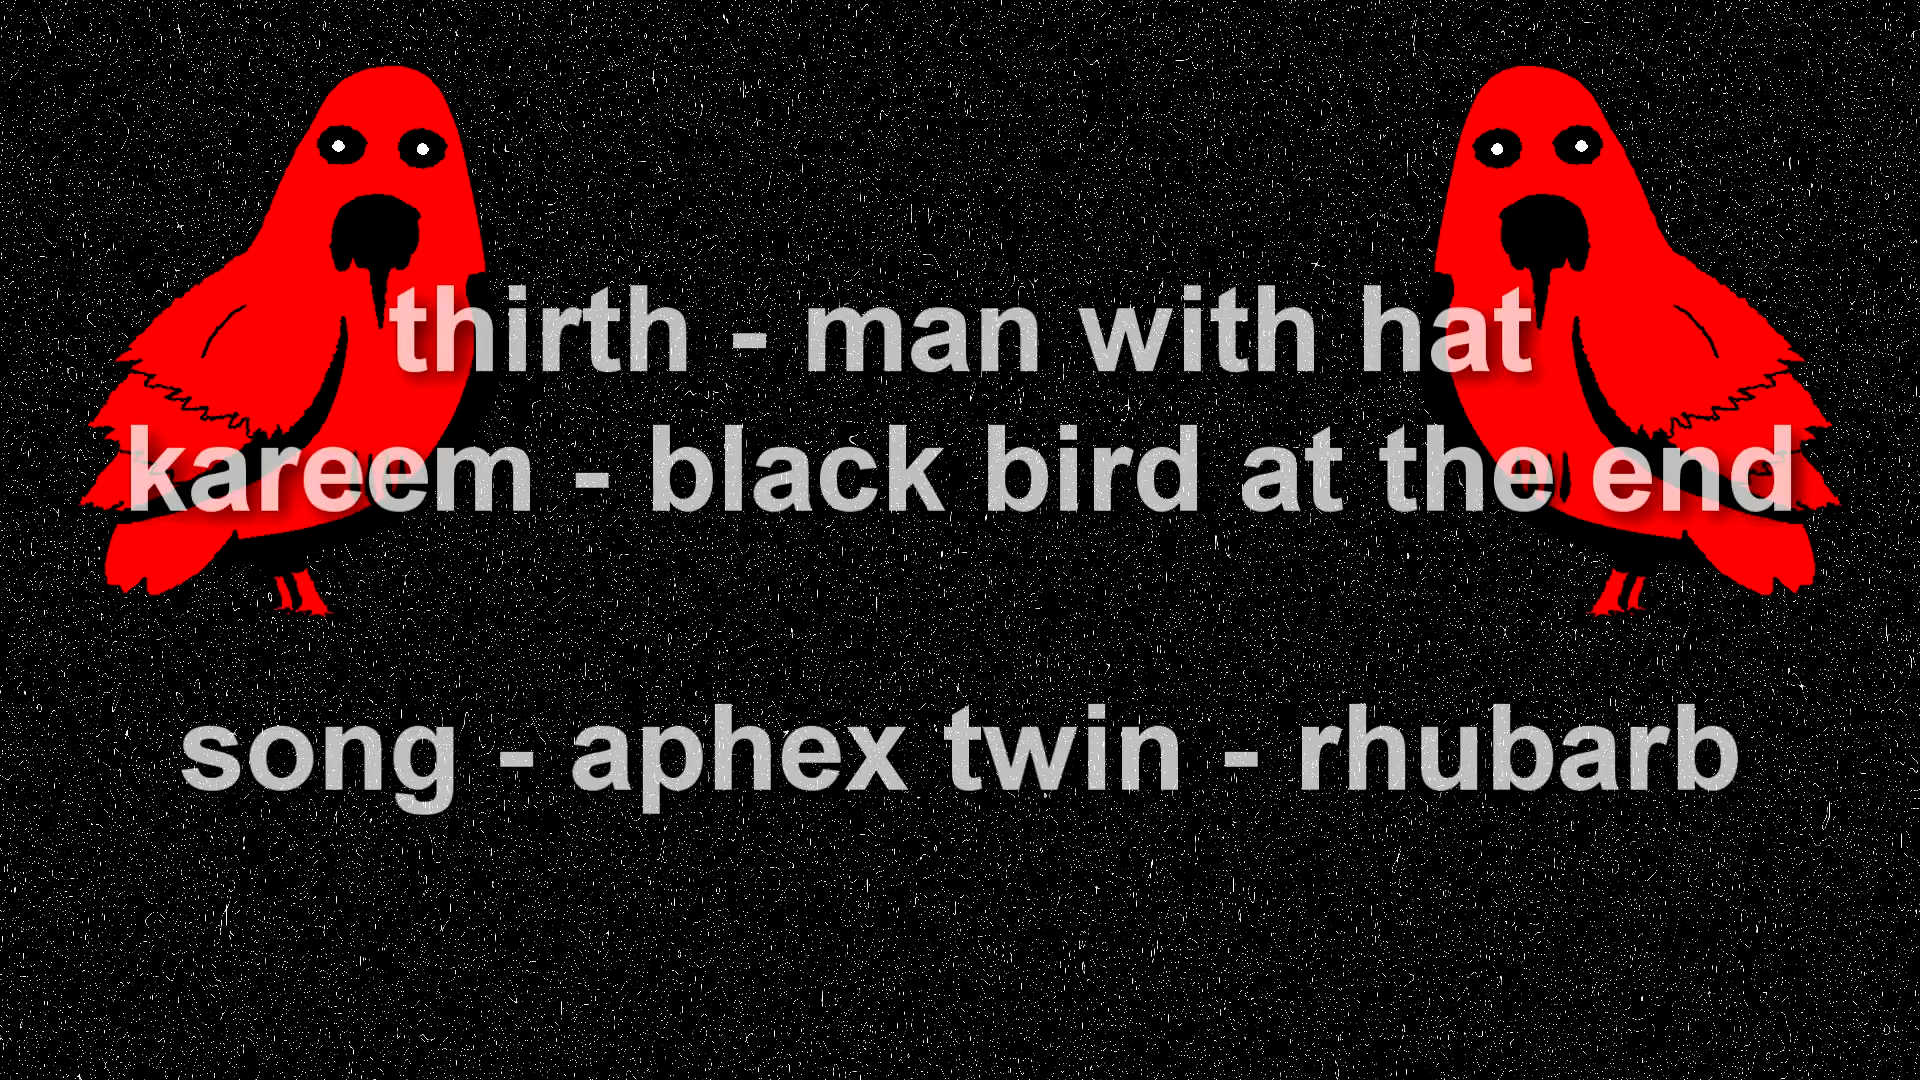 thirth - man with hat
kareem - black bird at the end
song - aphex twin - rhubarb